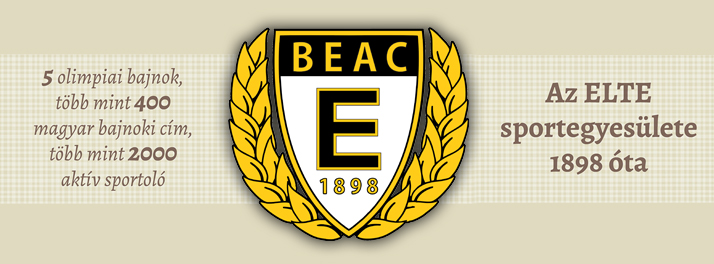 5 olimpiai bajnok,
több mint 400
magyar bajnoki cím,
több mint 2000
aktív sportoló
BEAC
E
1898
Az ELTE
sportegyesülete
1898 óta